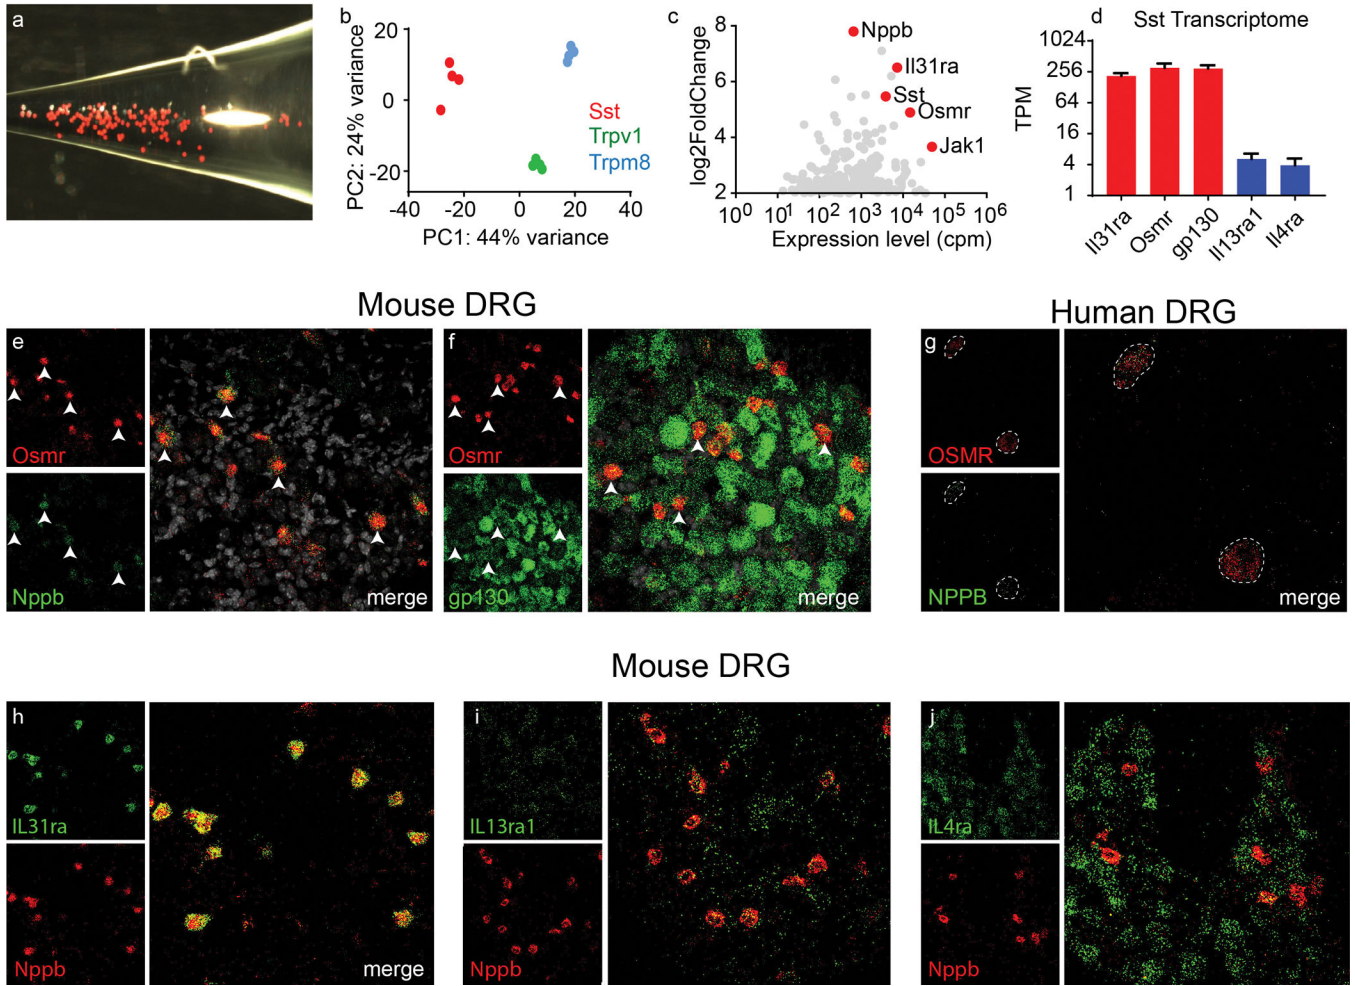 a
b
PC2: 24% variance
20
0
-20
-40
-20
0
20
40
PC1: 44% variance
Sst
Trpv1
Trpm8
c
log2FoldChange
8
6
4
2
10^0
10^1
10^2
10^3
10^4
10^5
10^6
Expression level (cpm)
Nppb
Il31ra
Sst
Osmr
Jak1
d
Sst Transcriptome
TPM
1024
256
64
16
4
1
Il31ra
Osmr
gp130
Il13ra1
Il4ra
Mouse DRG
Human DRG
e
Osmr
Nppb
merge
f
Osmr
gp130
merge
g
OSMR
NPPB
merge
Mouse DRG
h
IL31ra
Nppb
merge
i
IL13ra1
Nppb
j
IL4ra
Nppb